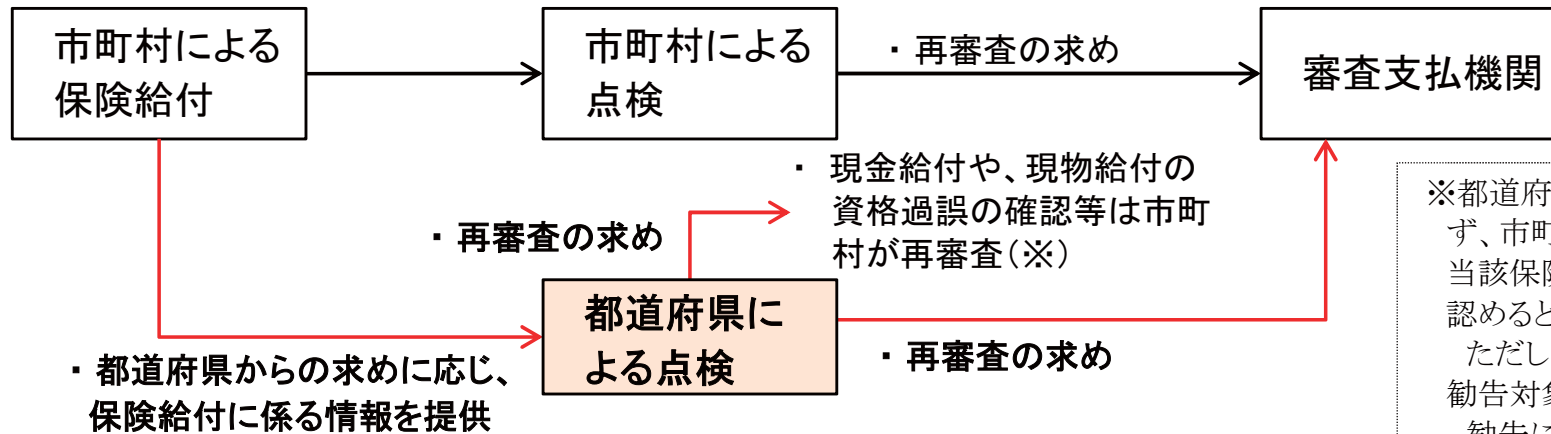 市町村による
保険給付
市町村による
点検
・ 再審査の求め
審査支払機関
・ 現金給付や、現物給付の
資格過誤の確認等は市町
村が再審査(※)
・ 再審査の求め
都道府県に
よる点検
・ 再審査の求め
・ 都道府県からの求めに応じ、
保険給付に係る情報を提供
※都道府
ず、市町
当該保険
認めると
ただし
勧告対象
勧告に